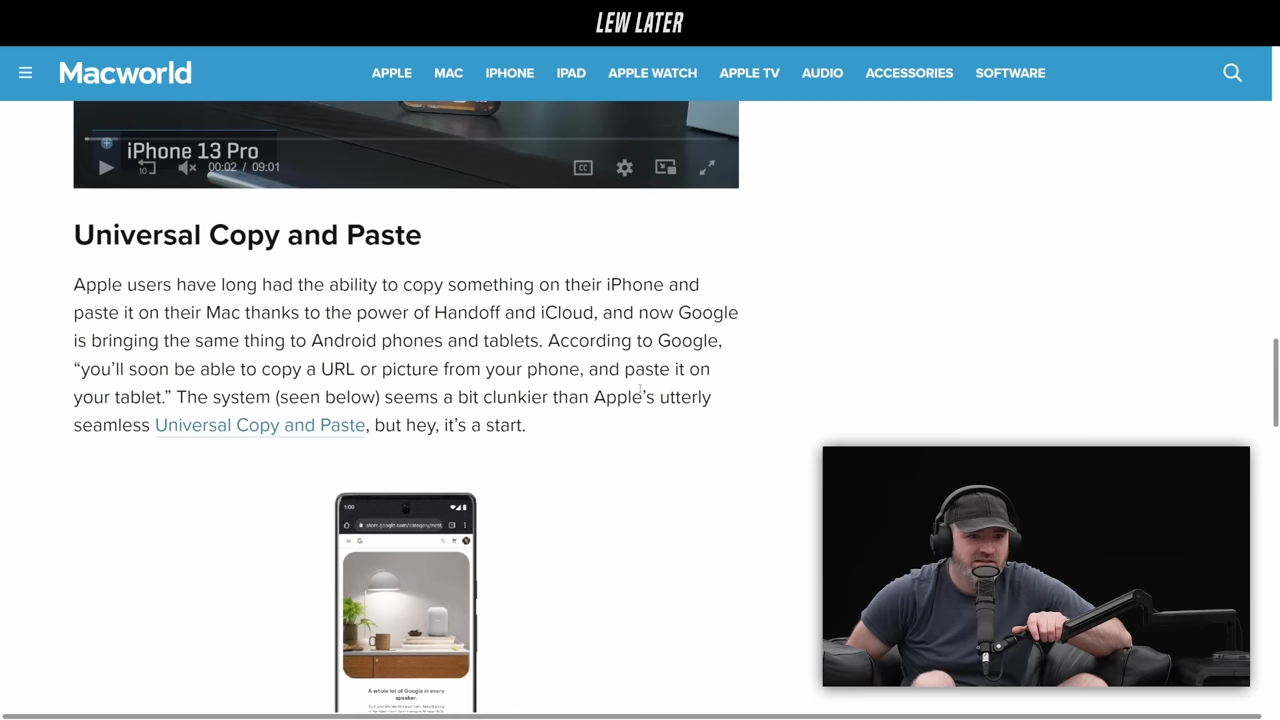 LEW LATER
Macworld
APPLE MAC IPHONE IPAD APPLE WATCH APPLE TV AUDIO ACCESSORIES SOFTWARE
iPhone 13 Pro
10 00:02 / 09:01 CC
Universal Copy and Paste
Apple users have long had the ability to copy something on their iPhone and
paste it on their Mac thanks to the power of Handoff and iCloud, and now Google
is bringing the same thing to Android phones and tablets. According to Google,
“you’ll soon be able to copy a URL or picture from your phone, and paste it on
your tablet.” The system (seen below) seems a bit clunkier than Apple’s utterly
seamless Universal Copy and Paste, but hey, it’s a start.
1:00
A whole lot of Google in every
speaker.